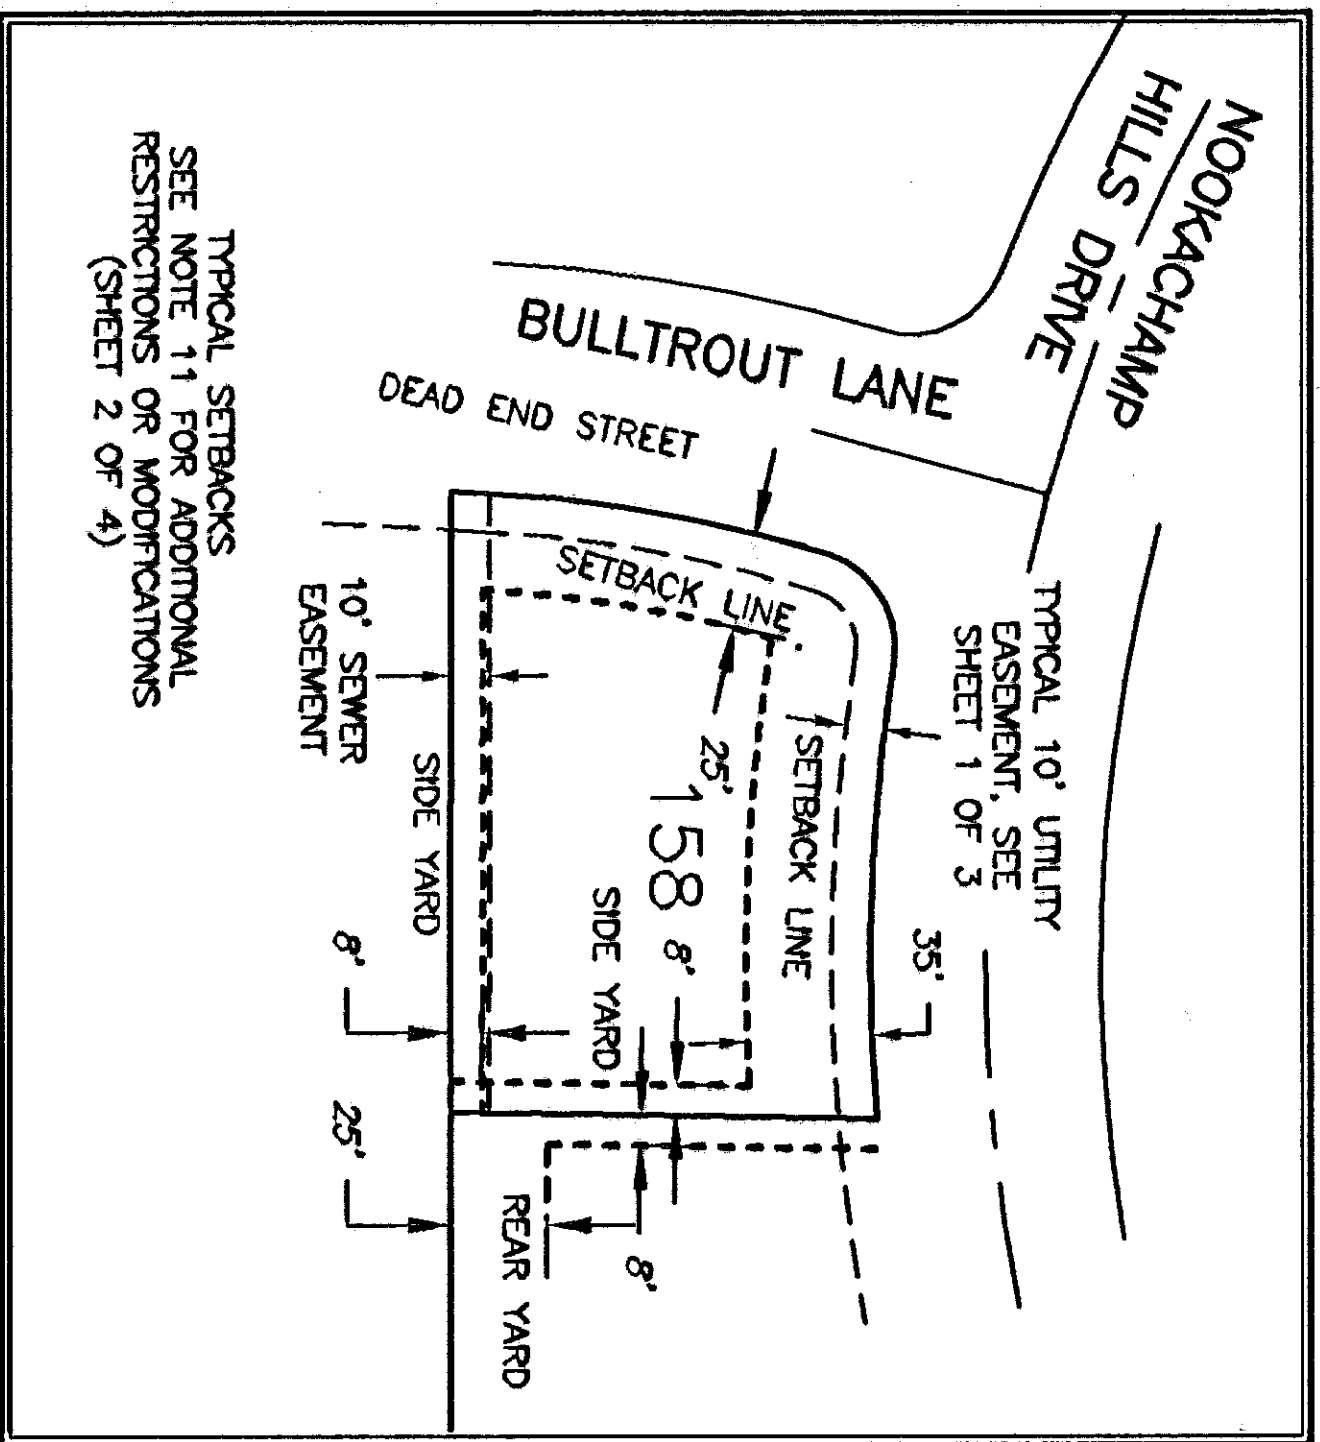 NOOKACHAMP
HILLS DRIVE
BULLTROUT LANE
DEAD END STREET
TYPICAL 10' UTILITY
EASEMENT, SEE
SHEET 1 OF 3
SETBACK LINE
SETBACK LINE
35'
25'
158
8'
SIDE YARD
SIDE YARD
10' SEWER
EASEMENT
8'
25'
8'
REAR YARD
TYPICAL SETBACKS
SEE NOTE 11 FOR ADDITIONAL
RESTRICTIONS OR MODIFICATIONS
(SHEET 2 OF 4)